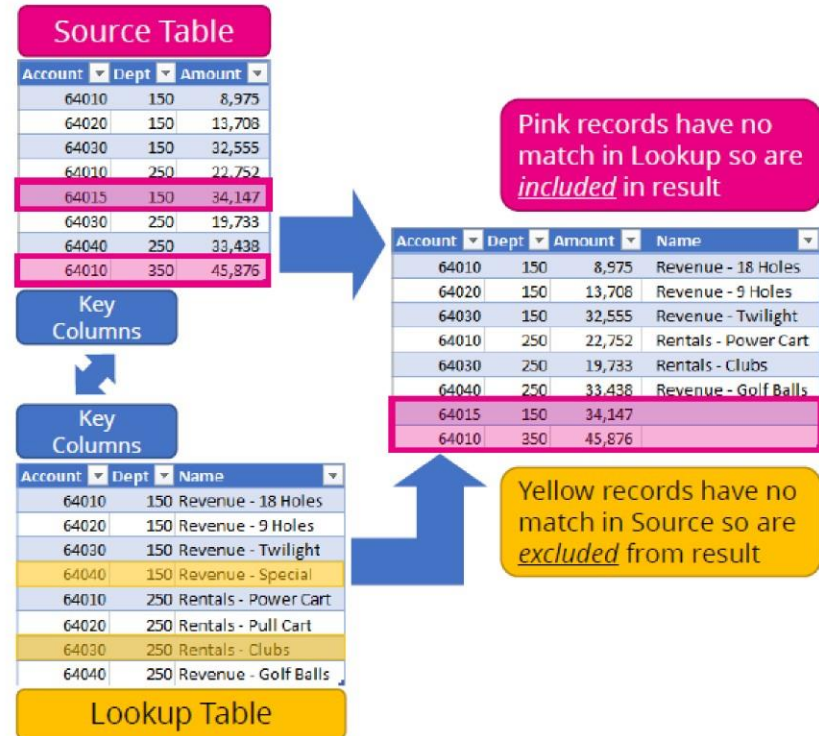 Source Table
Account Dept Amount
64010 150 8,975
64020 150 13,708
64030 150 32,555
64010 250 22,752
64015 150 34,147
64030 250 19,733
64040 250 33,438
64010 350 45,876
Key
Columns
Key
Columns
Account Dept Name
64010 150 Revenue - 18 Holes
64020 150 Revenue - 9 Holes
64030 150 Revenue - Twilight
64040 150 Revenue - Special
64010 250 Rentals - Power Cart
64020 250 Rentals - Pull Cart
64030 250 Rentals - Clubs
64040 250 Revenue - Golf Balls
Lookup Table
Pink records have no
match in Lookup so are
included in result
Account Dept Amount Name
64010 150 8,975 Revenue - 18 Holes
64020 150 13,708 Revenue - 9 Holes
64030 150 32,555 Revenue - Twilight
64010 250 22,752 Rentals - Power Cart
64030 250 19,733 Rentals - Clubs
64040 250 33,438 Revenue - Golf Balls
64015 150 34,147
64010 350 45,876
Yellow records have no
match in Source so are
excluded from result